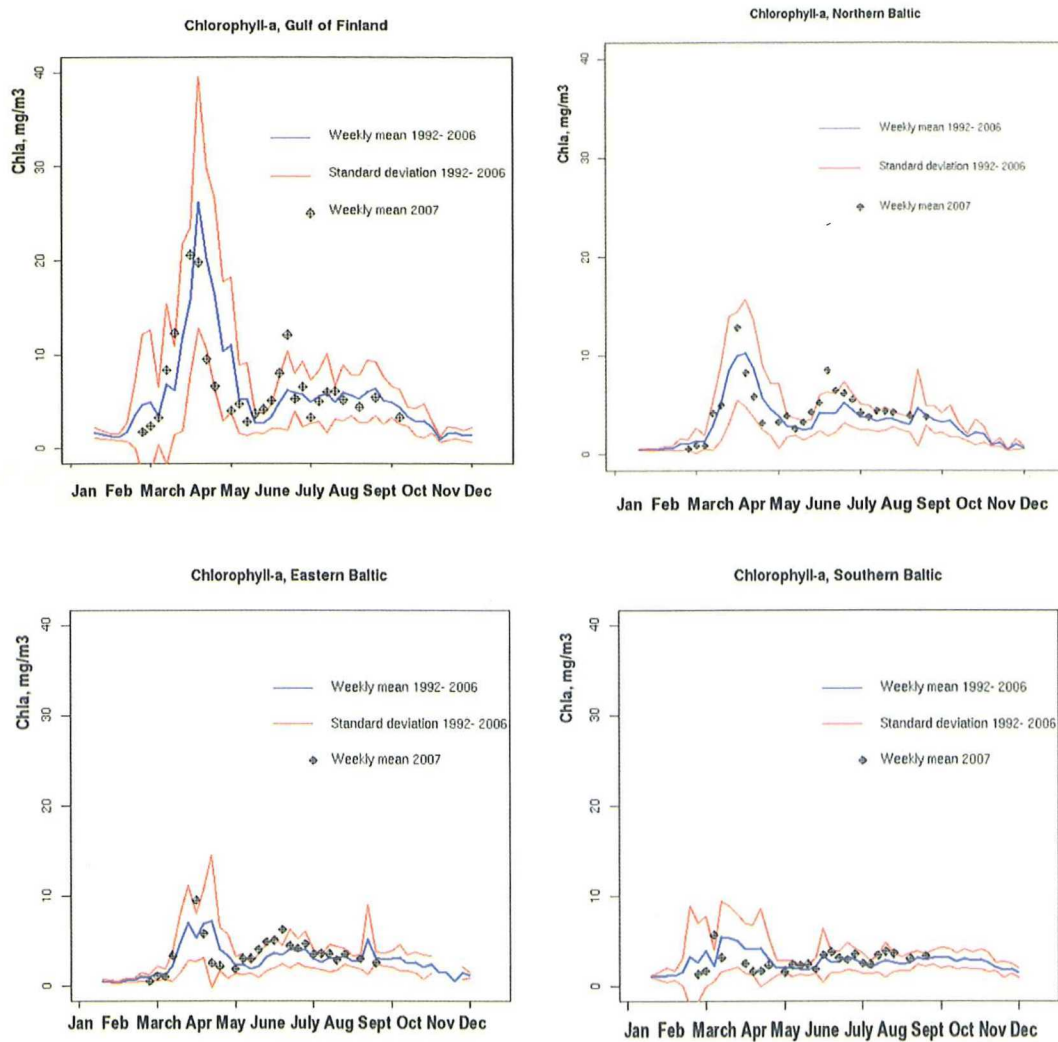 Chlorophyll-a, Gulf of Finland
Chla, mg/m3
40
30
20
10
0
Weekly mean 1992- 2006
Standard deviation 1992- 2006
Weekly mean 2007
Jan Feb March Apr May June July Aug Sept Oct Nov Dec
Chlorophyll-a, Northern Baltic
Chla, mg/m3
40
30
20
10
0
Weekly mean 1992- 2006
Standard deviation 1992- 2006
Weekly mean 2007
Jan Feb March Apr May June July Aug Sept Oct Nov Dec
Chlorophyll-a, Eastern Baltic
Chla, mg/m3
40
30
20
10
0
Weekly mean 1992- 2006
Standard deviation 1992- 2006
Weekly mean 2007
Jan Feb March Apr May June July Aug Sept Oct Nov Dec
Chlorophyll-a, Southern Baltic
Chla, mg/m3
40
30
20
10
0
Weekly mean 1992- 2006
Standard deviation 1992- 2006
Weekly mean 2007
Jan Feb March Apr May June July Aug Sept Oct Nov Dec